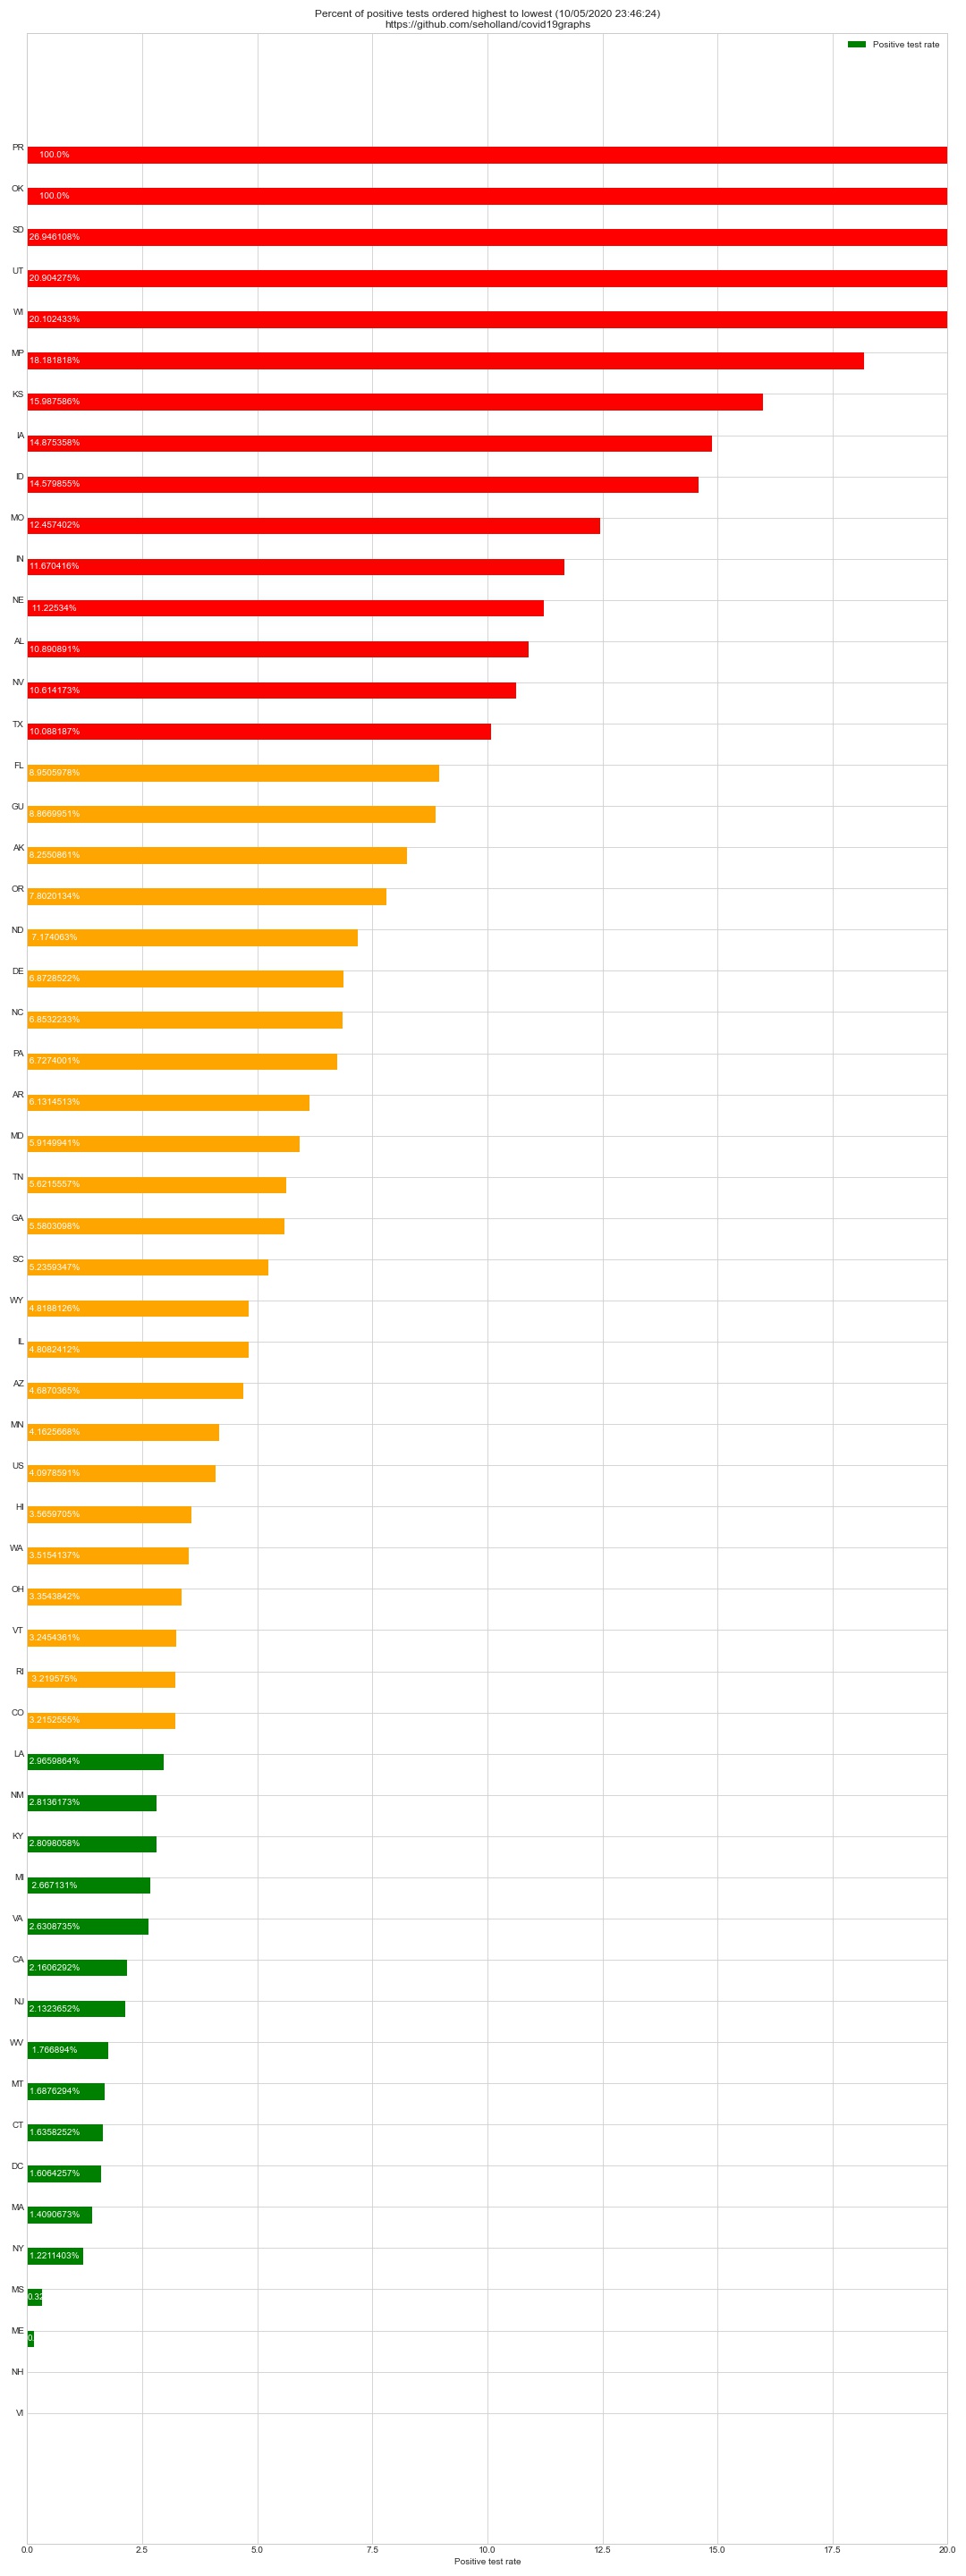 Percent of positive tests ordered highest to lowest (10/05/2020 23:46:24)
https://github.com/seholland/covid19graphs
Positive test rate
PR 100.0%
OK 100.0%
SD 26.946108%
UT 20.904275%
WI 20.102433%
MP 18.181818%
KS 15.987586%
IA 14.875358%
ID 14.579855%
MO 12.457402%
IN 11.670416%
NE 11.22534%
AL 10.890891%
NV 10.614173%
TX 10.088187%
FL 8.9505978%
GU 8.8669951%
AK 8.2550861%
OR 7.8020134%
ND 7.174063%
DE 6.8728522%
NC 6.8532233%
PA 6.7274001%
AR 6.1314513%
MD 5.9149941%
TN 5.6215557%
GA 5.5803098%
SC 5.2359347%
WY 4.8188126%
IL 4.8082412%
AZ 4.6870365%
MN 4.1625668%
US 4.0978591%
HI 3.5659705%
WA 3.5154137%
OH 3.3543842%
VT 3.2454361%
RI 3.219575%
CO 3.2152555%
LA 2.9659864%
NM 2.8136173%
KY 2.8098058%
MI 2.667131%
VA 2.6308735%
CA 2.1606292%
NJ 2.1323652%
WV 1.766894%
MT 1.6876294%
CT 1.6358252%
DC 1.6064257%
MA 1.4090673%
NY 1.2211403%
MS 0.32
ME 0.
NH
VI
0.0 2.5 5.0 7.5 10.0 12.5 15.0 17.5 20.0
Positive test rate